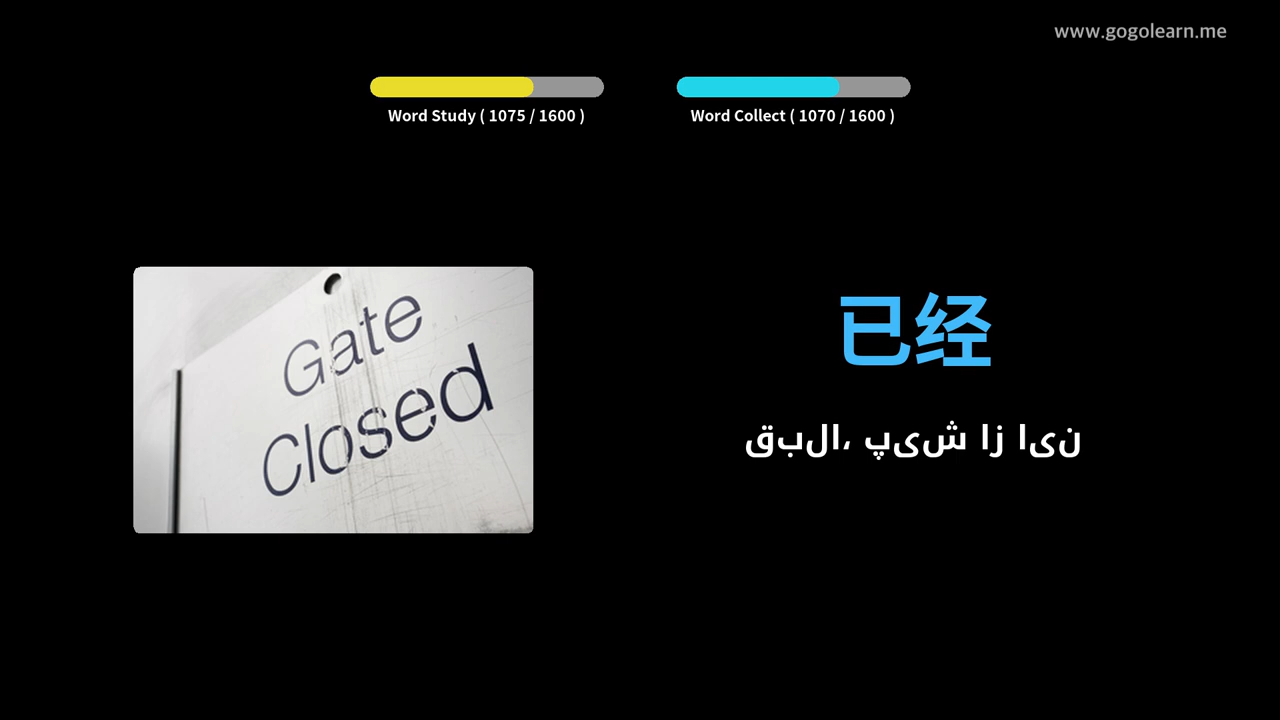 www.gogolearn.me
Word Study ( 1075 / 1600 )
Word Collect ( 1070 / 1600 )
Gate
Closed
已经
قبلا، پیش از این